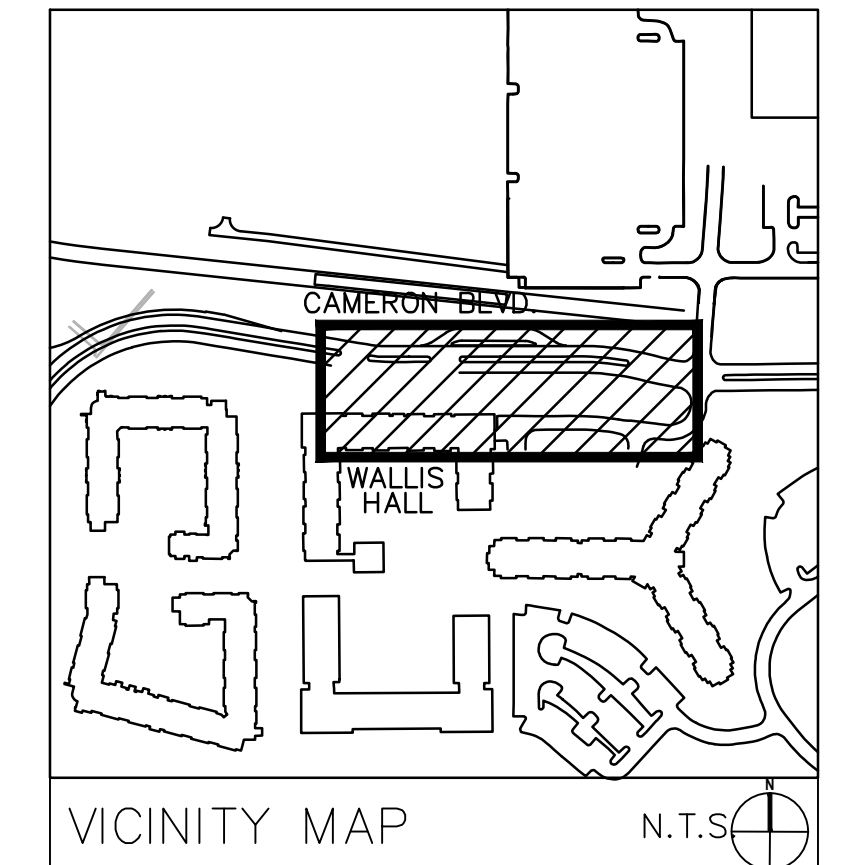 CAMERON BLVD.
WALLIS
HALL
N
VICINITY MAP
N.T.S.